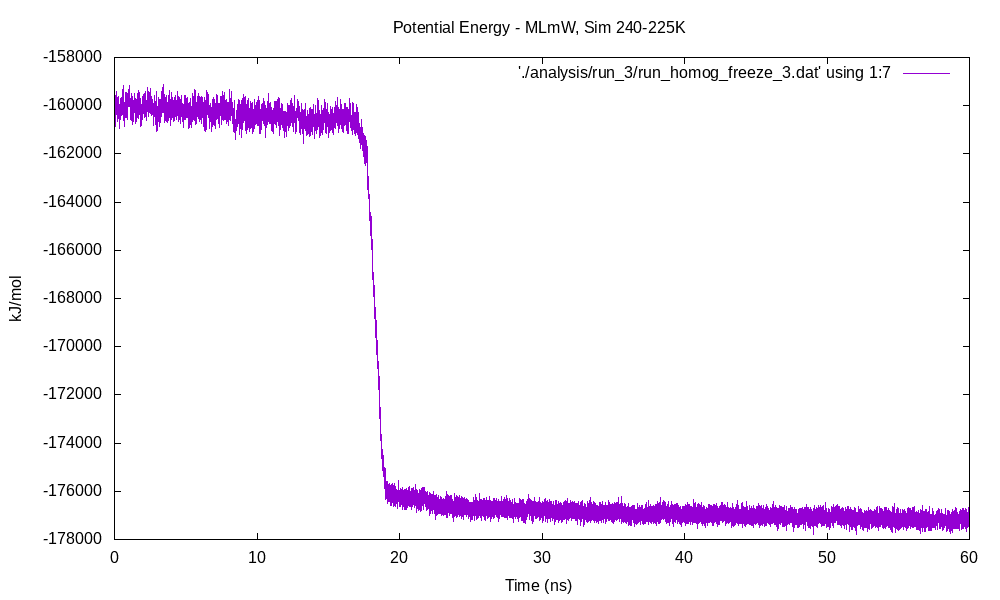 Potential Energy - MLmW, Sim 240-225K
'./analysis/run_3/run_homog_freeze_3.dat' using 1:7
-158000
-160000
-162000
-164000
-166000
-168000
-170000
-172000
-174000
-176000
-178000
kJ/mol
0 10 20 30 40 50 60
Time (ns)